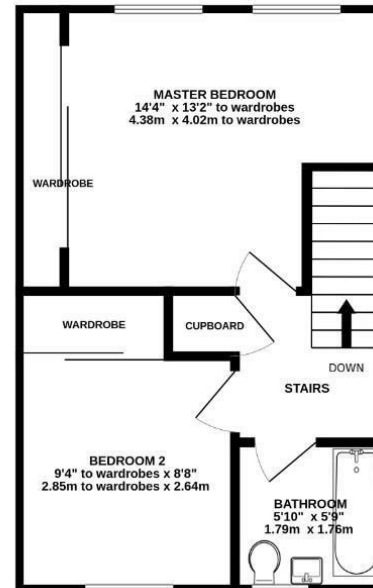 MASTER BEDROOM
14'4" x 13'2" to wardrobes
4.38m x 4.02m to wardrobes
WARDROBE
WARDROBE
CUPBOARD
DOWN
STAIRS
BEDROOM 2
9'4" to wardrobes x 8'8"
2.85m to wardrobes x 2.64m
BATHROOM
5'10" x 5'9"
1.79m x 1.76m